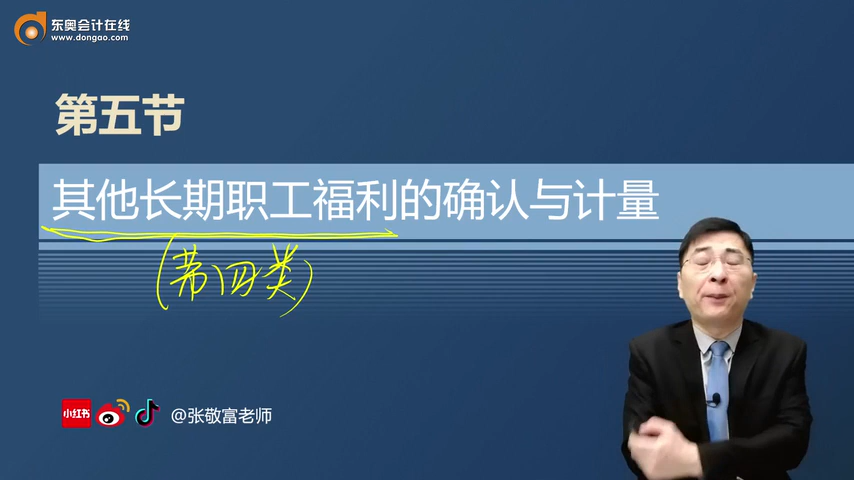 东奥会计在线
www.dongao.com
第五节
其他长期职工福利的确认与计量
(第四类)
小红书
@张敬富老师